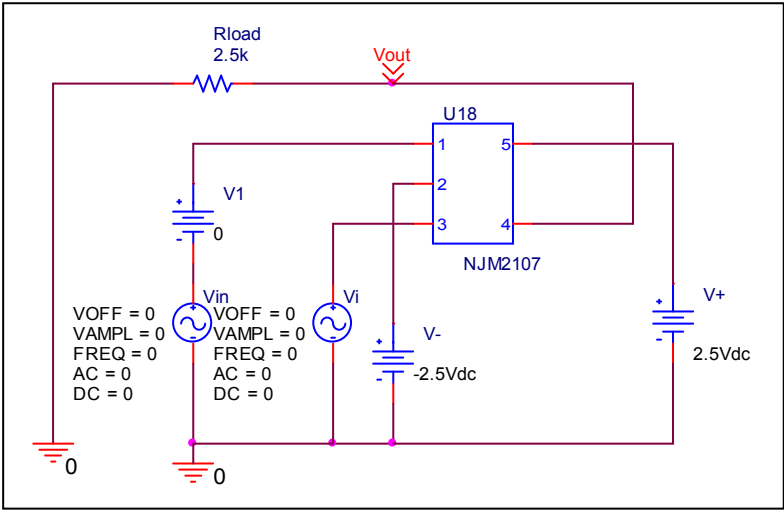 Rload
2.5k
Vout
U18
1
5
2
3
4
NJM2107
V1
0
Vin
VOFF = 0
VAMPL = 0
FREQ = 0
AC = 0
DC = 0
Vi
VOFF = 0
VAMPL = 0
FREQ = 0
AC = 0
DC = 0
V-
-2.5Vdc
V+
2.5Vdc
0
0